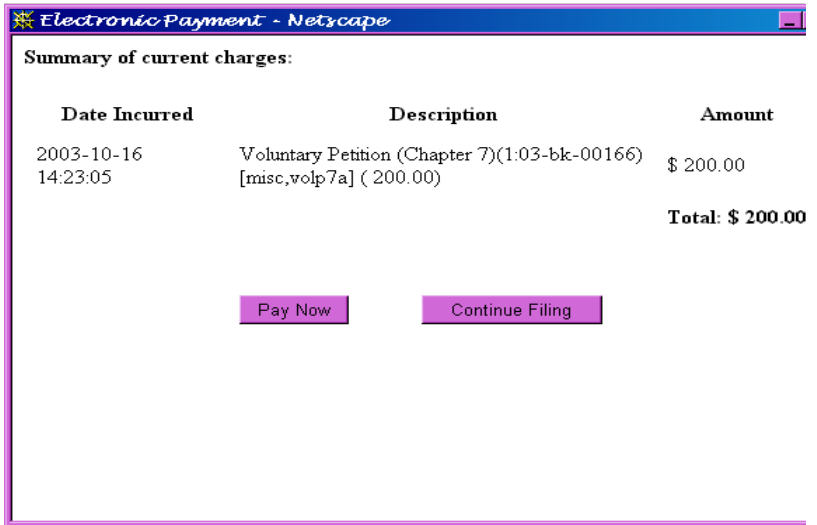 Electronic Payment - Netscape
Summary of current charges:
Date Incurred Description Amount
2003-10-16 Voluntary Petition (Chapter 7)(1:03-bk-00166) $ 200.00
14:23:05 [misc,volp7a] ( 200.00)
Total: $ 200.00
Pay Now Continue Filing